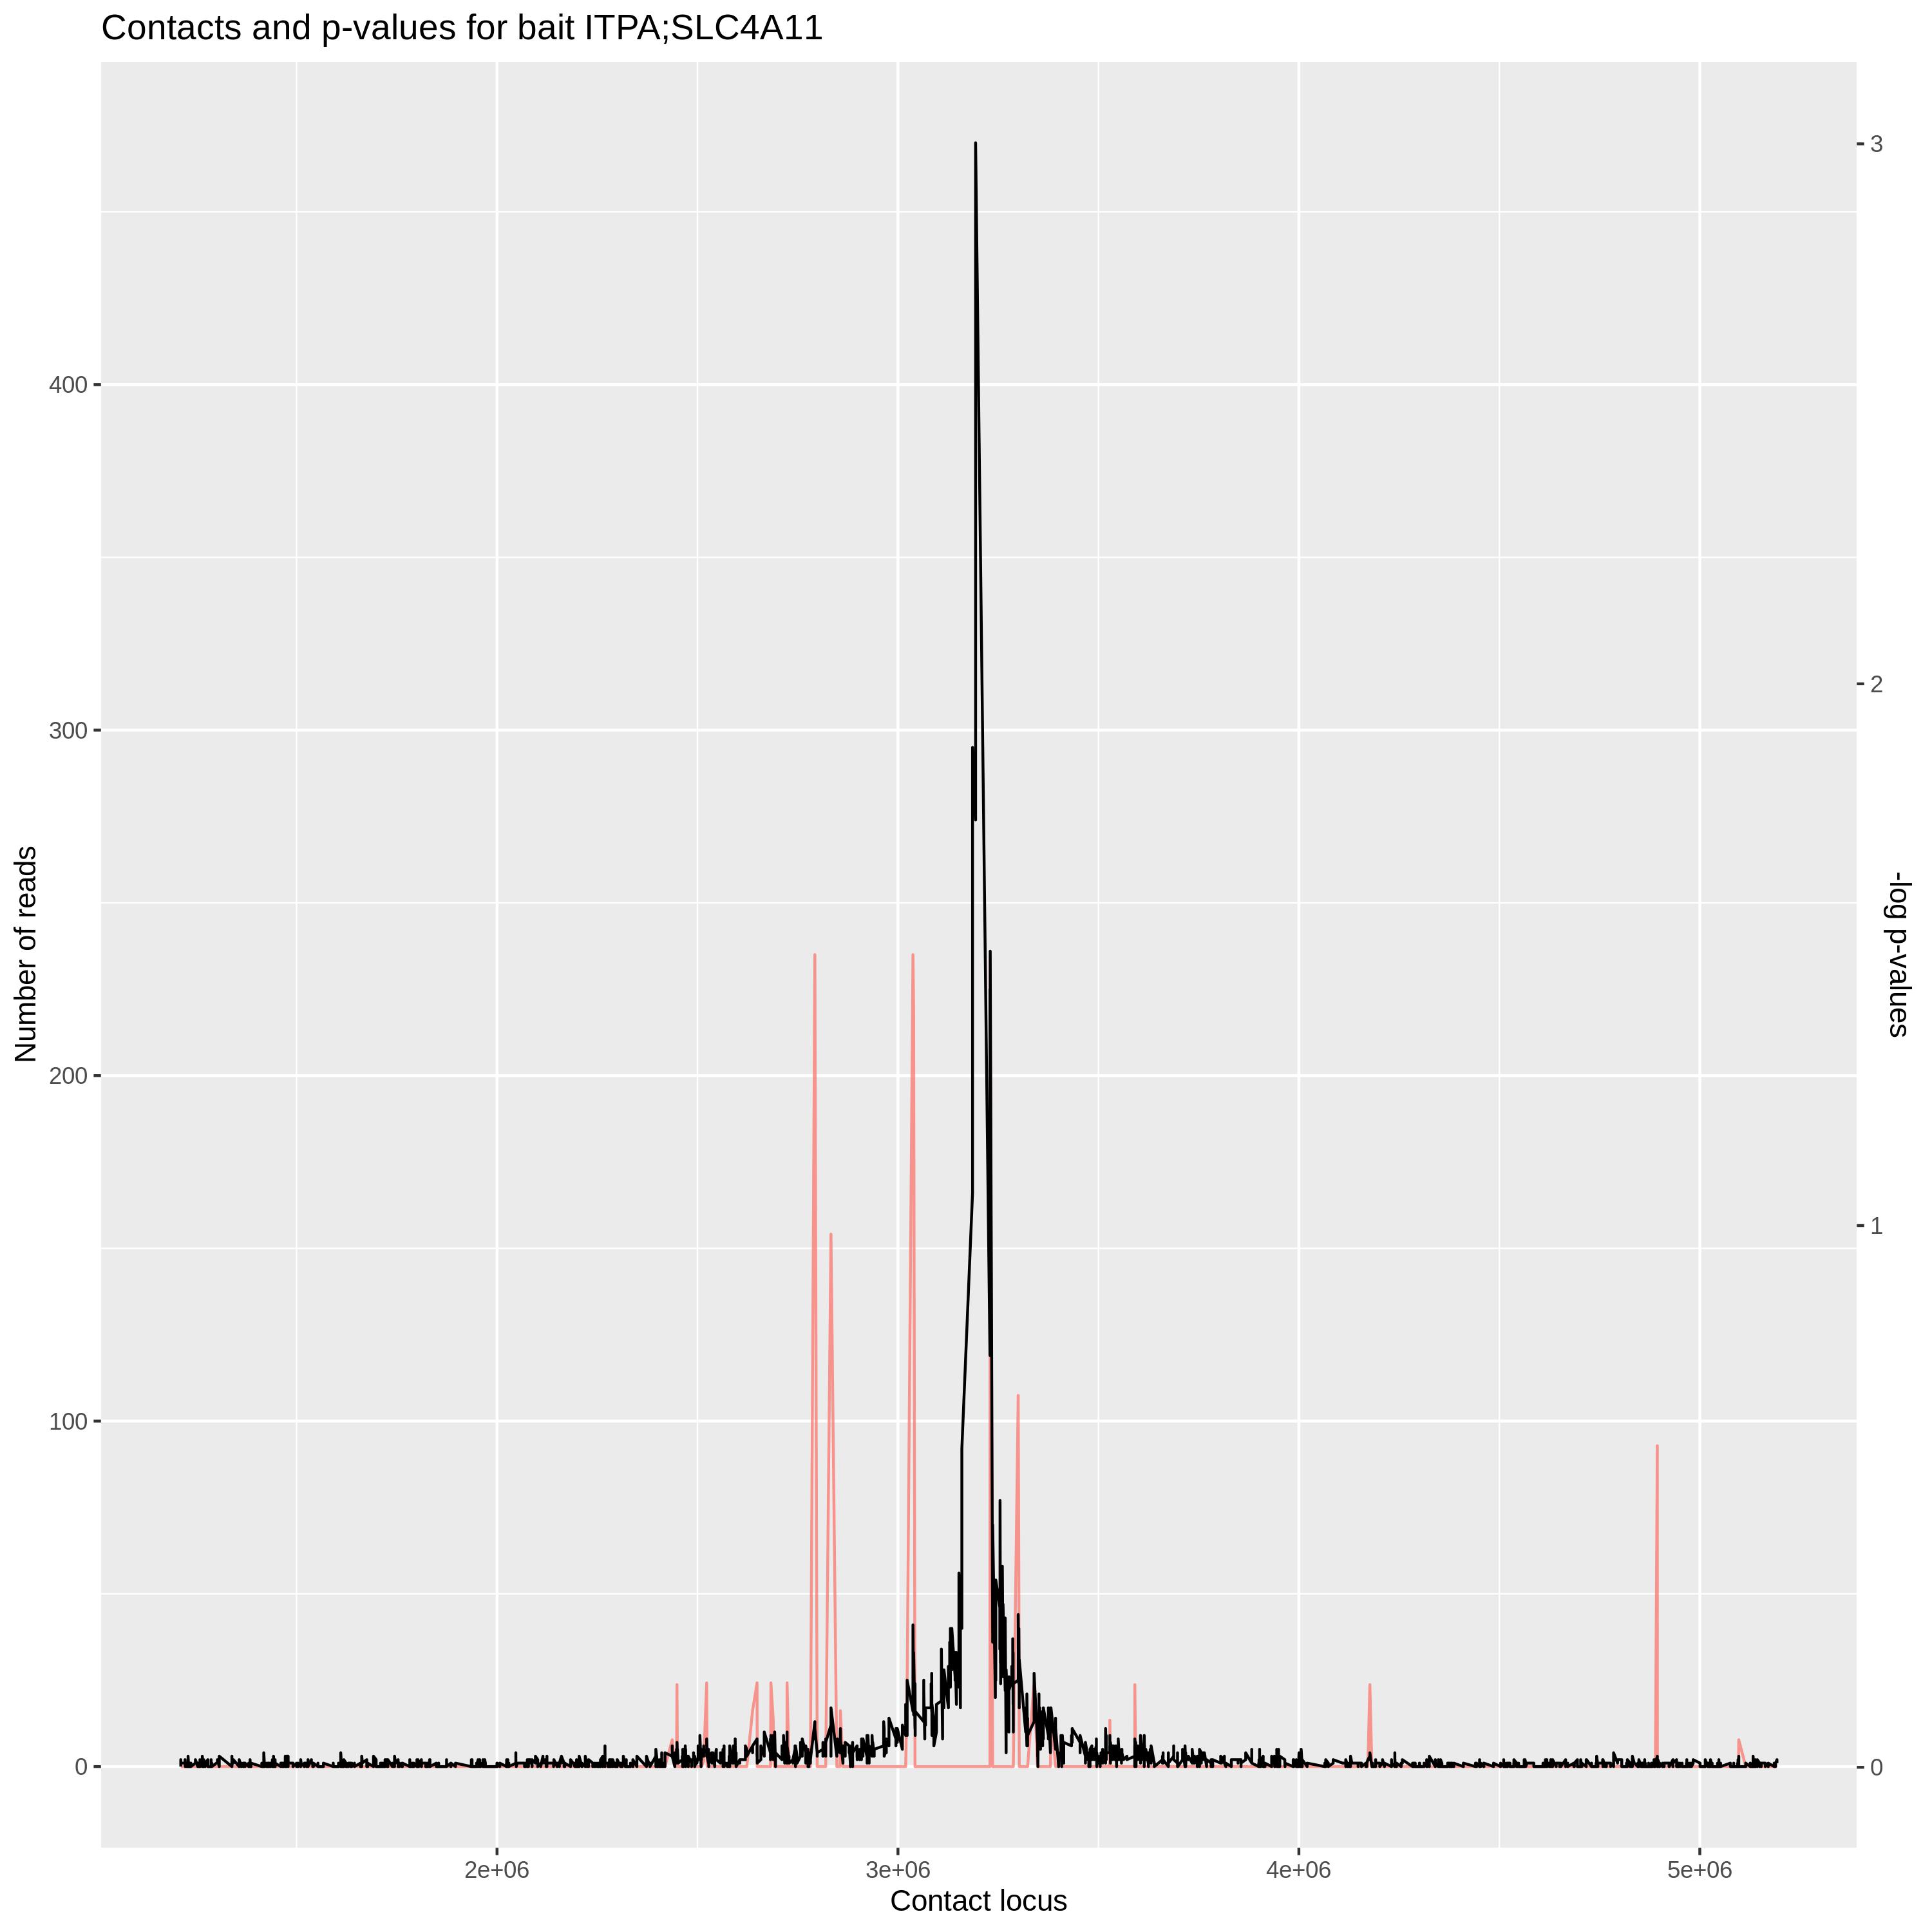 Contacts and p-values for bait ITPA;SLC4A11
Number of reads
400
300
200
100
0
3
2
1
0
-log p-values
2e+06
3e+06
4e+06
5e+06
Contact locus